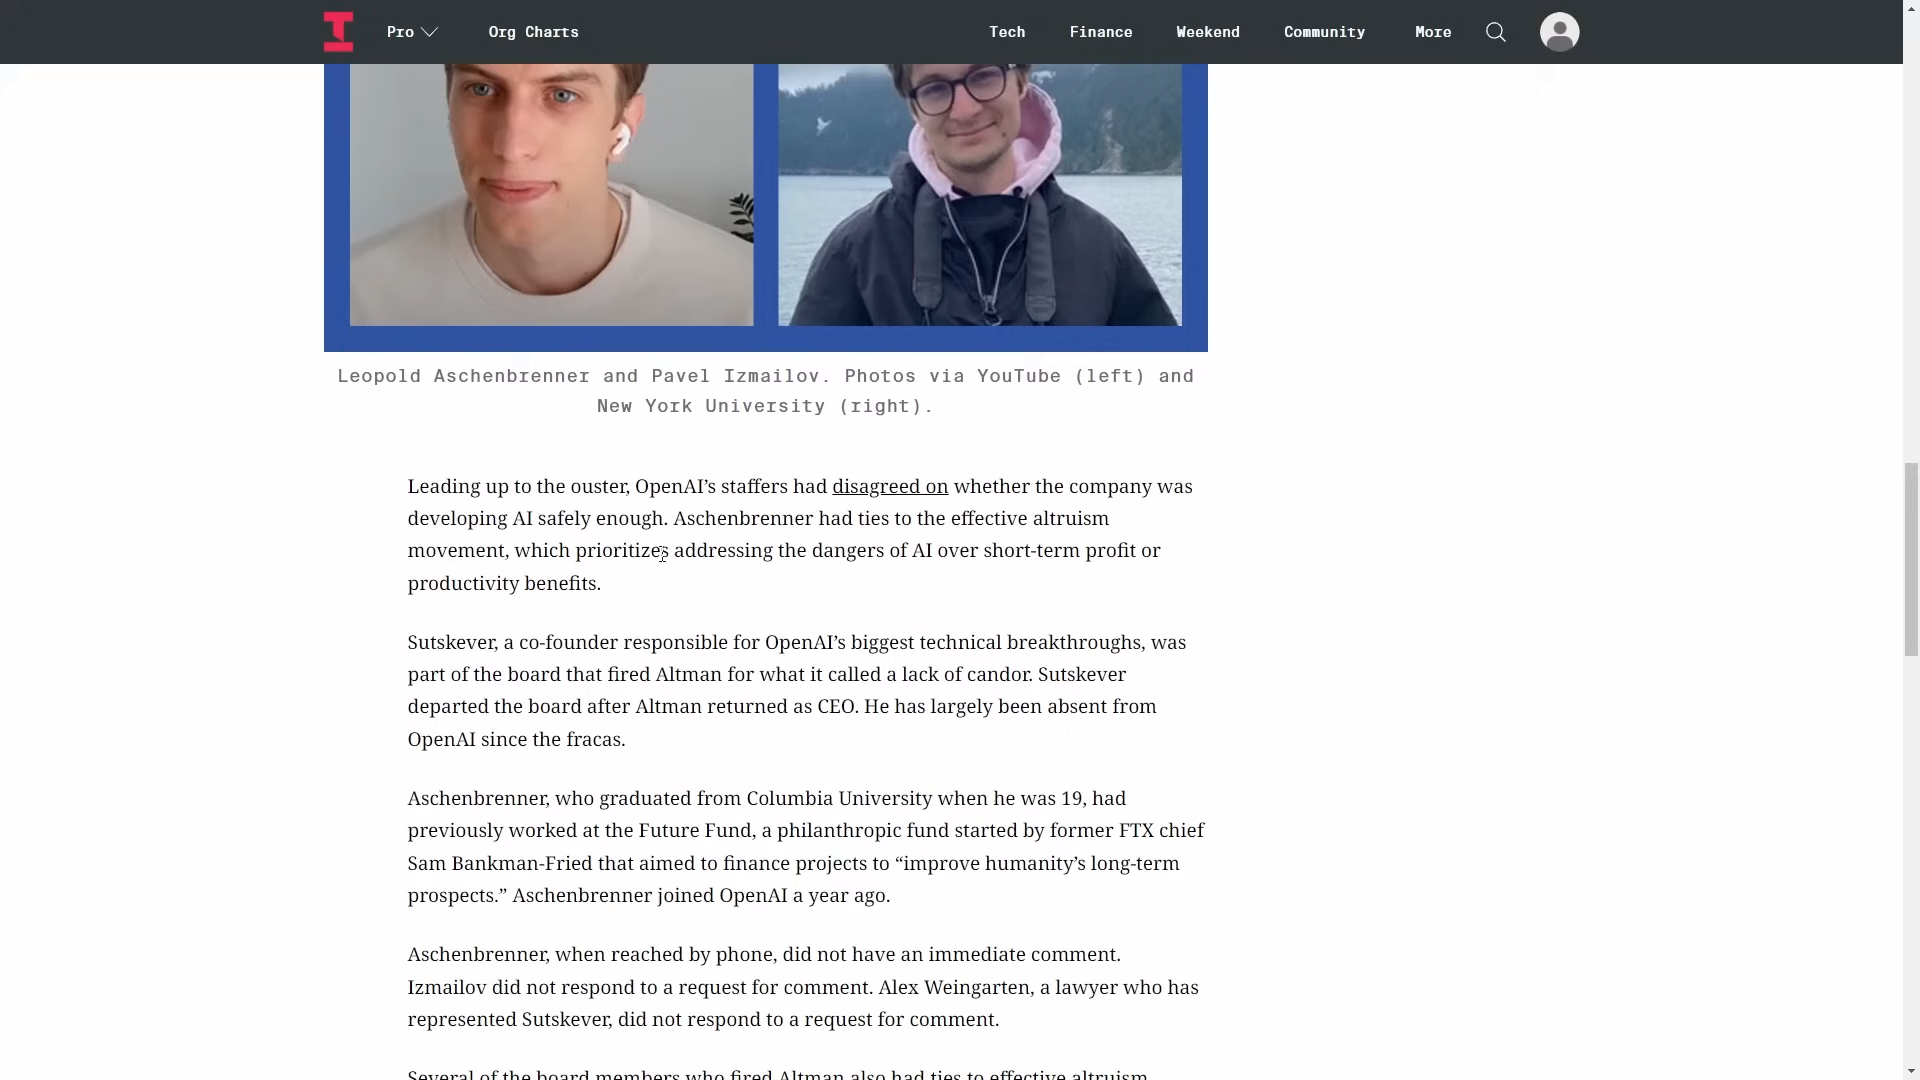 Pro
Org Charts
Tech
Finance
Weekend
Community
More
Leopold Aschenbrenner and Pavel Izmailov. Photos via YouTube (left) and
New York University (right).
Leading up to the ouster, OpenAI’s staffers had disagreed on whether the company was
developing AI safely enough. Aschenbrenner had ties to the effective altruism
movement, which prioritizes addressing the dangers of AI over short-term profit or
productivity benefits.
Sutskever, a co-founder responsible for OpenAI’s biggest technical breakthroughs, was
part of the board that fired Altman for what it called a lack of candor. Sutskever
departed the board after Altman returned as CEO. He has largely been absent from
OpenAI since the fracas.
Aschenbrenner, who graduated from Columbia University when he was 19, had
previously worked at the Future Fund, a philanthropic fund started by former FTX chief
Sam Bankman-Fried that aimed to finance projects to “improve humanity’s long-term
prospects.” Aschenbrenner joined OpenAI a year ago.
Aschenbrenner, when reached by phone, did not have an immediate comment.
Izmailov did not respond to a request for comment. Alex Weingarten, a lawyer who has
represented Sutskever, did not respond to a request for comment.
Several of the board members who fired Altman also had ties to effective altruism